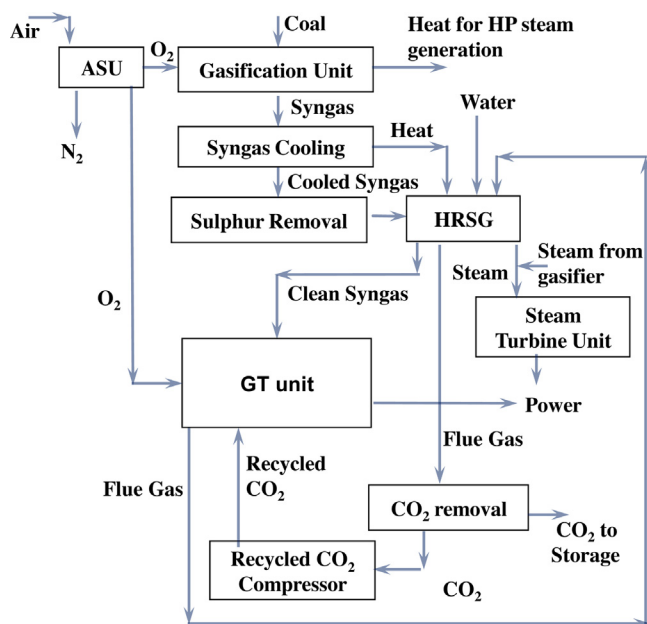 Air
O₂
Coal
Heat for HP steam
generation
ASU
Gasification Unit
Syngas
Water
N₂
Syngas Cooling
Heat
Cooled Syngas
Sulphur Removal
HRSG
Steam from
gasifier
Steam
O₂
Clean Syngas
Steam
Turbine Unit
GT unit
Power
Flue Gas
Flue Gas
Recycled
CO₂
CO₂ removal
CO₂ to
Storage
Recycled CO₂
Compressor
CO₂